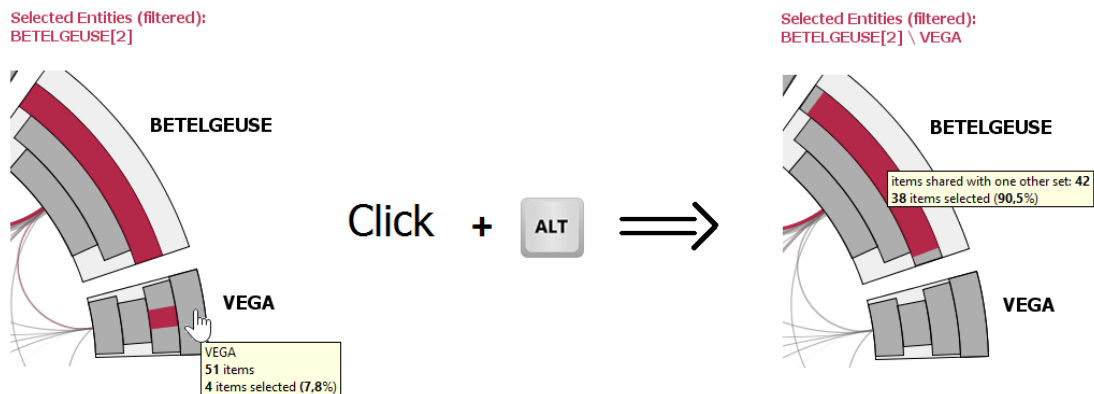 Selected Entities (filtered):
BETELGEUSE[2]
BETELGEUSE
VEGA
VEGA
51 items
4 items selected (7,8%)
Click + ALT
Selected Entities (filtered):
BETELGEUSE[2] \ VEGA
BETELGEUSE
items shared with one other set: 42
38 items selected (90,5%)
VEGA